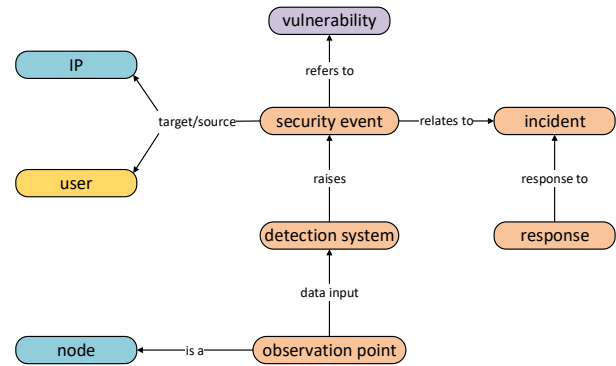 vulnerability
refers to
IP
target/source
security event
relates to
incident
user
raises
response to
detection system
response
data input
node
is a
observation point